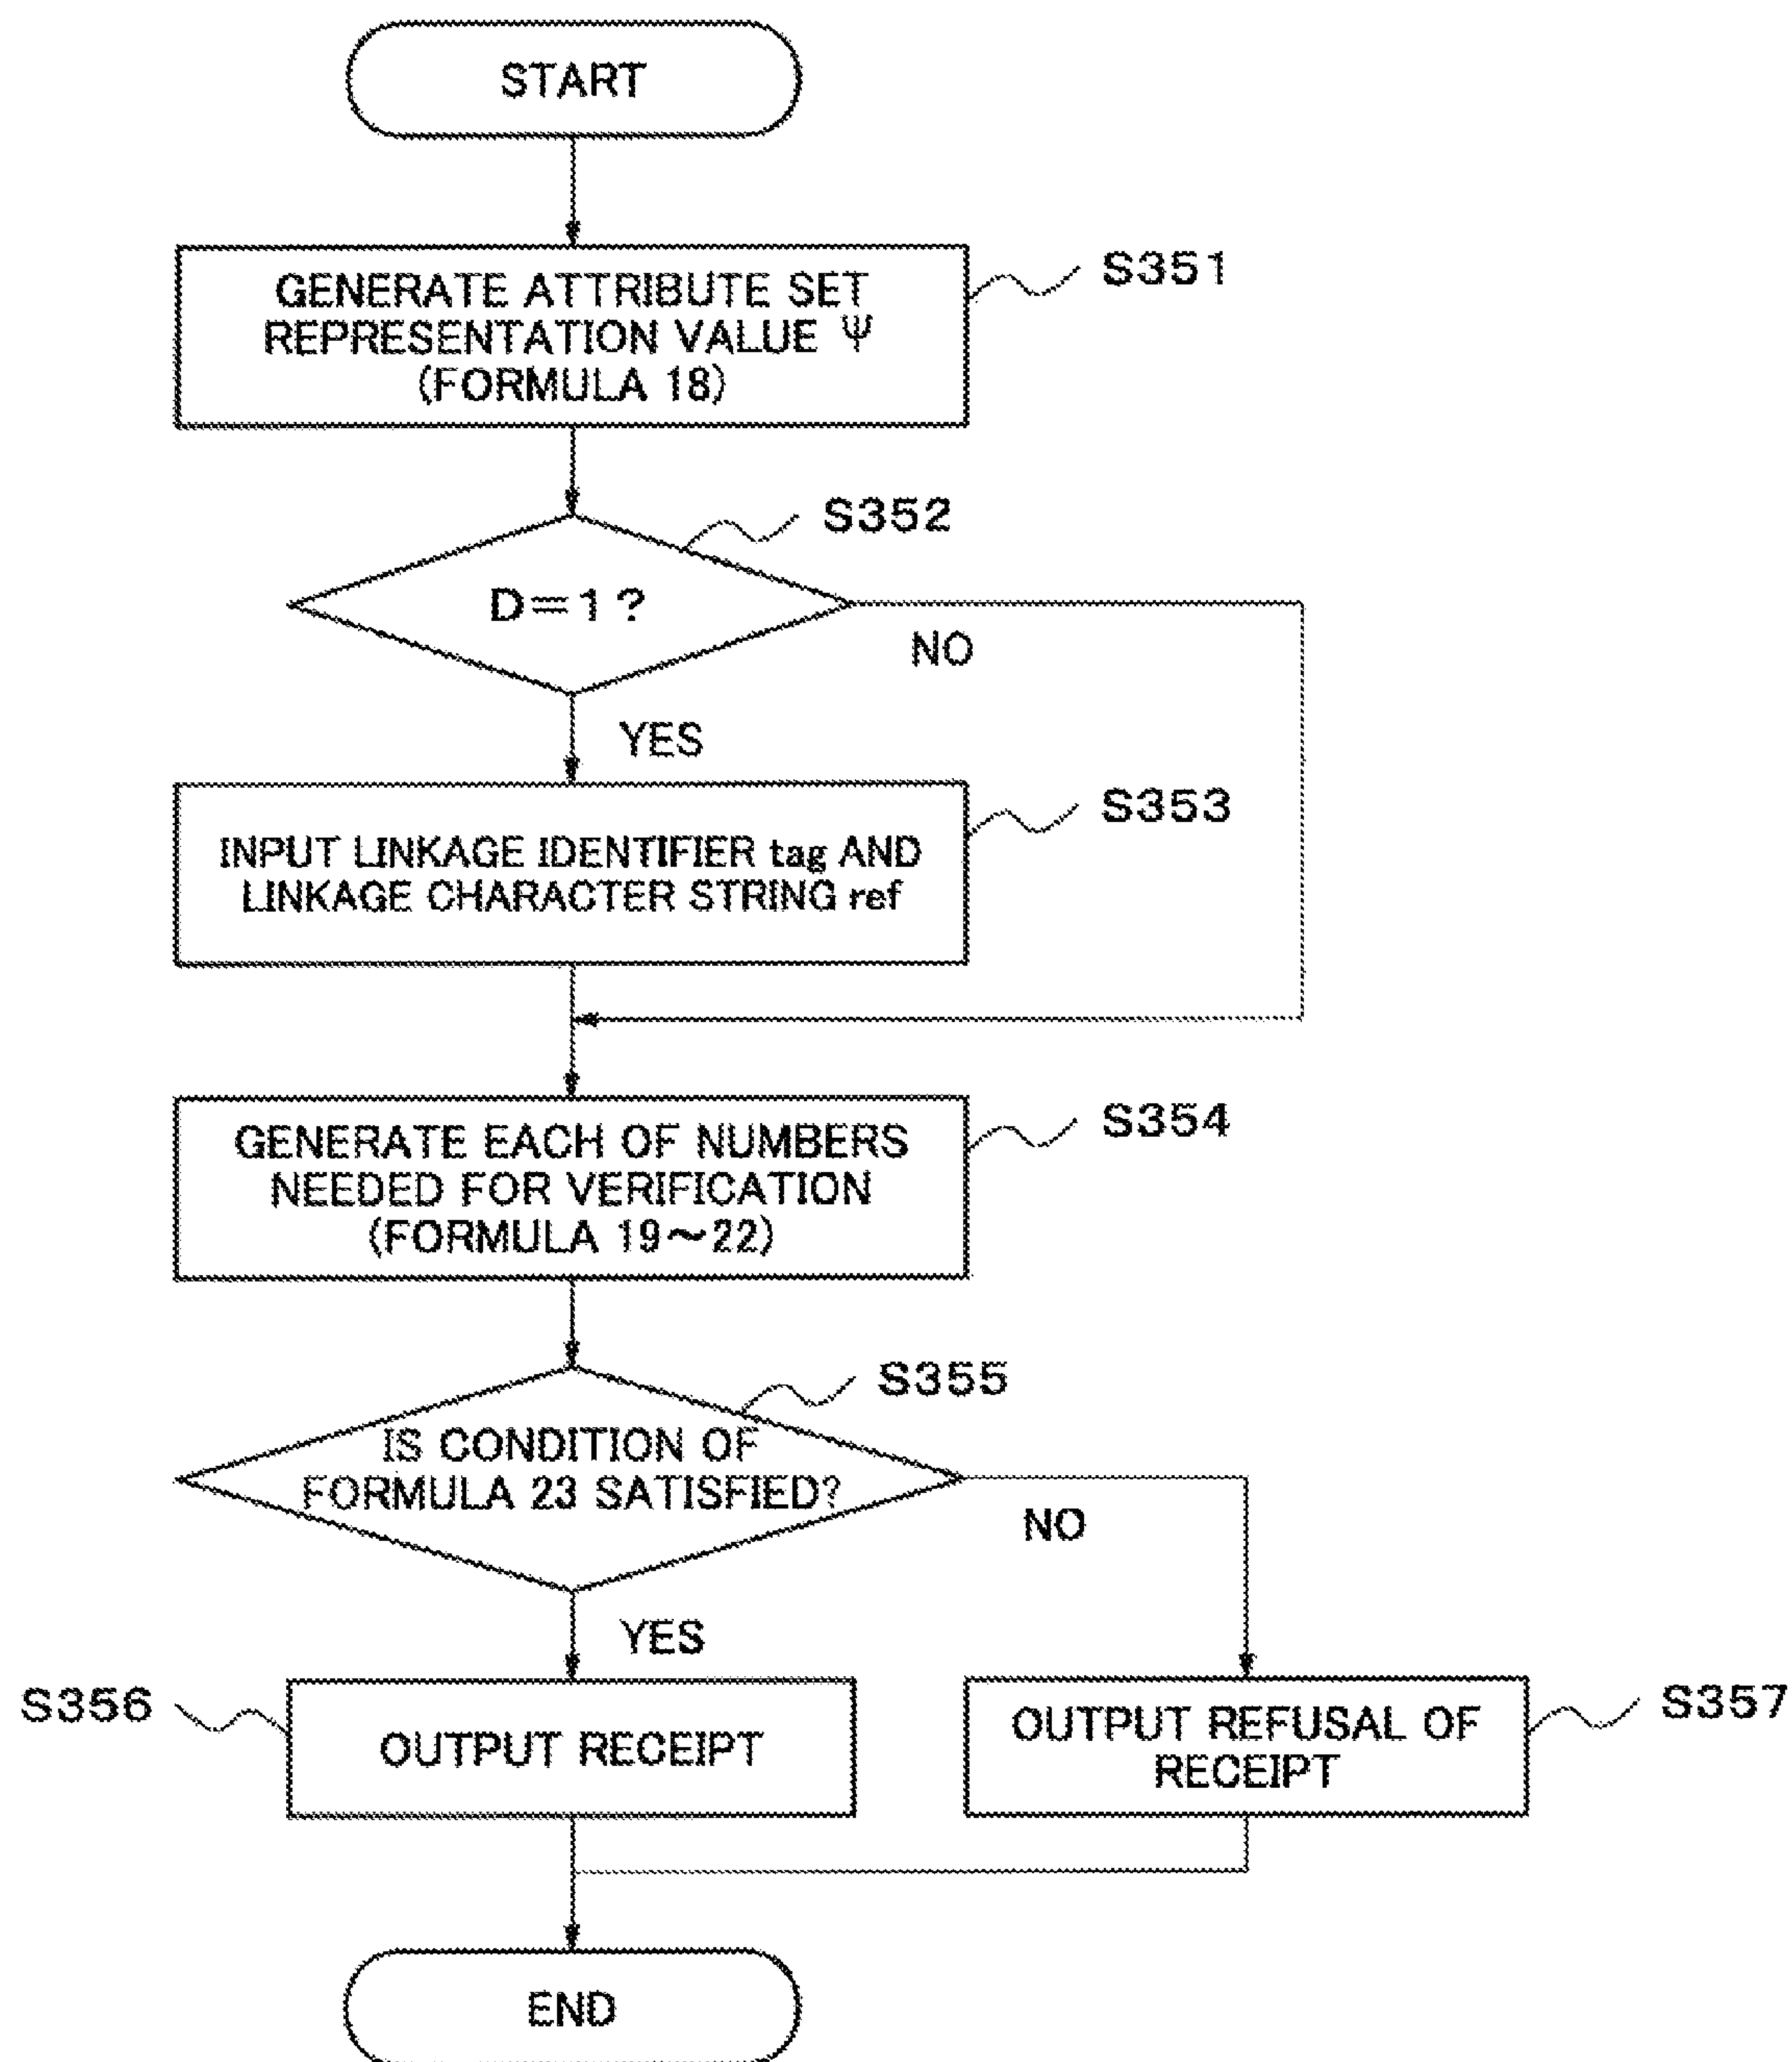 START
GENERATE ATTRIBUTE SET
REPRESENTATION VALUE Ψ
(FORMULA 18)
S351
S352
D=1?
NO
YES
INPUT LINKAGE IDENTIFIER tag AND
LINKAGE CHARACTER STRING ref
S353
GENERATE EACH OF NUMBERS
NEEDED FOR VERIFICATION
(FORMULA 19～22)
S354
S355
IS CONDITION OF
FORMULA 23 SATISFIED?
NO
YES
S356
OUTPUT RECEIPT
OUTPUT REFUSAL OF
RECEIPT
S357
END